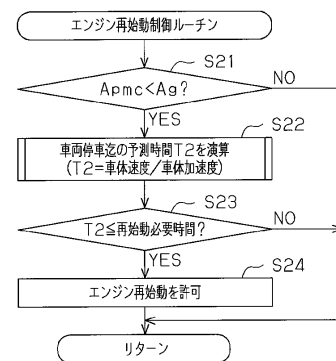 エンジン再始動制御ルーチン
S21
Apmc<Ag?
NO
YES
S22
車両停車迄の予測時間T2を演算
(T2=車体速度/車体加速度)
S23
T2≦再始動必要時間?
NO
YES
S24
エンジン再始動を許可
リターン